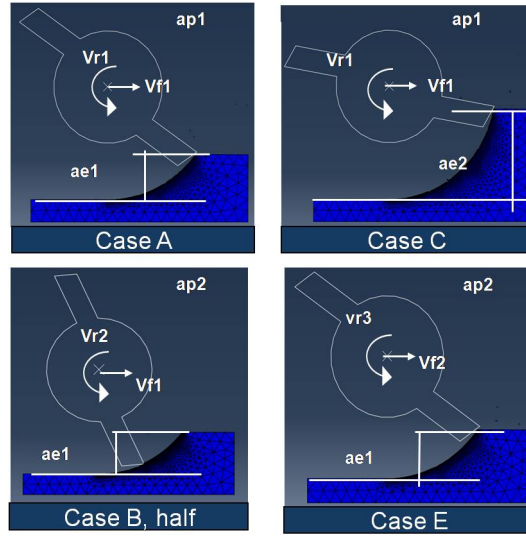 ap1
Vr1
Vf1
ae1
Case A
ap1
Vr1
Vf1
ae2
Case C
ap2
Vr2
Vf1
ae1
Case B, half
ap2
vr3
Vf2
ae1
Case E